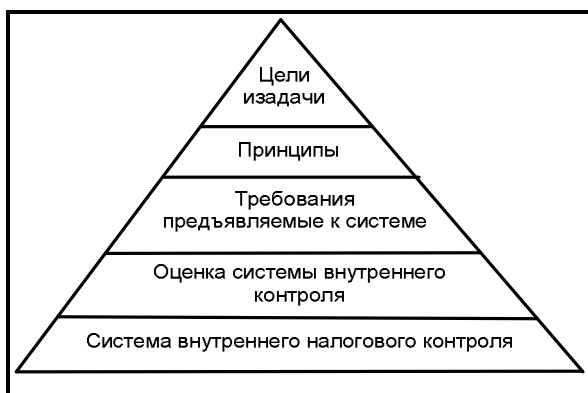 Цели
изадачи
Принципы
Требования
предъявляемые к системе
Оценка системы внутреннего
контроля
Система внутреннего налогового контроля